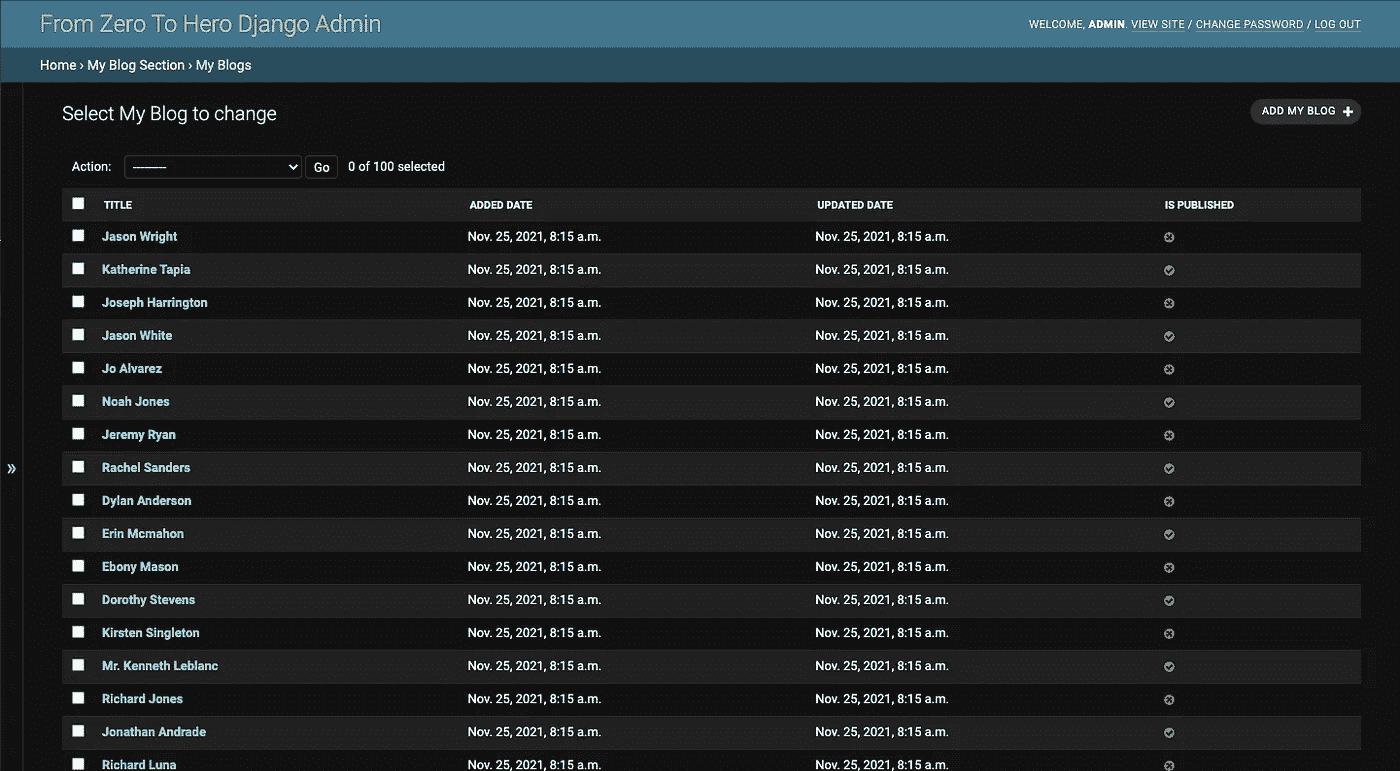 From Zero To Hero Django Admin
WELCOME, ADMIN. VIEW SITE / CHANGE PASSWORD / LOG OUT
Home › My Blog Section › My Blogs
Select My Blog to change
ADD MY BLOG +
Action: --------- Go 0 of 100 selected
TITLE ADDED DATE UPDATED DATE IS PUBLISHED
Jason Wright Nov. 25, 2021, 8:15 a.m. Nov. 25, 2021, 8:15 a.m.
Katherine Tapia Nov. 25, 2021, 8:15 a.m. Nov. 25, 2021, 8:15 a.m.
Joseph Harrington Nov. 25, 2021, 8:15 a.m. Nov. 25, 2021, 8:15 a.m.
Jason White Nov. 25, 2021, 8:15 a.m. Nov. 25, 2021, 8:15 a.m.
Jo Alvarez Nov. 25, 2021, 8:15 a.m. Nov. 25, 2021, 8:15 a.m.
Noah Jones Nov. 25, 2021, 8:15 a.m. Nov. 25, 2021, 8:15 a.m.
Jeremy Ryan Nov. 25, 2021, 8:15 a.m. Nov. 25, 2021, 8:15 a.m.
Rachel Sanders Nov. 25, 2021, 8:15 a.m. Nov. 25, 2021, 8:15 a.m.
»
Dylan Anderson Nov. 25, 2021, 8:15 a.m. Nov. 25, 2021, 8:15 a.m.
Erin Mcmahon Nov. 25, 2021, 8:15 a.m. Nov. 25, 2021, 8:15 a.m.
Ebony Mason Nov. 25, 2021, 8:15 a.m. Nov. 25, 2021, 8:15 a.m.
Dorothy Stevens Nov. 25, 2021, 8:15 a.m. Nov. 25, 2021, 8:15 a.m.
Kirsten Singleton Nov. 25, 2021, 8:15 a.m. Nov. 25, 2021, 8:15 a.m.
Mr. Kenneth Leblanc Nov. 25, 2021, 8:15 a.m. Nov. 25, 2021, 8:15 a.m.
Richard Jones Nov. 25, 2021, 8:15 a.m. Nov. 25, 2021, 8:15 a.m.
Jonathan Andrade Nov. 25, 2021, 8:15 a.m. Nov. 25, 2021, 8:15 a.m.
Richard Luna Nov. 25, 2021, 8:15 a.m. Nov. 25, 2021, 8:15 a.m.